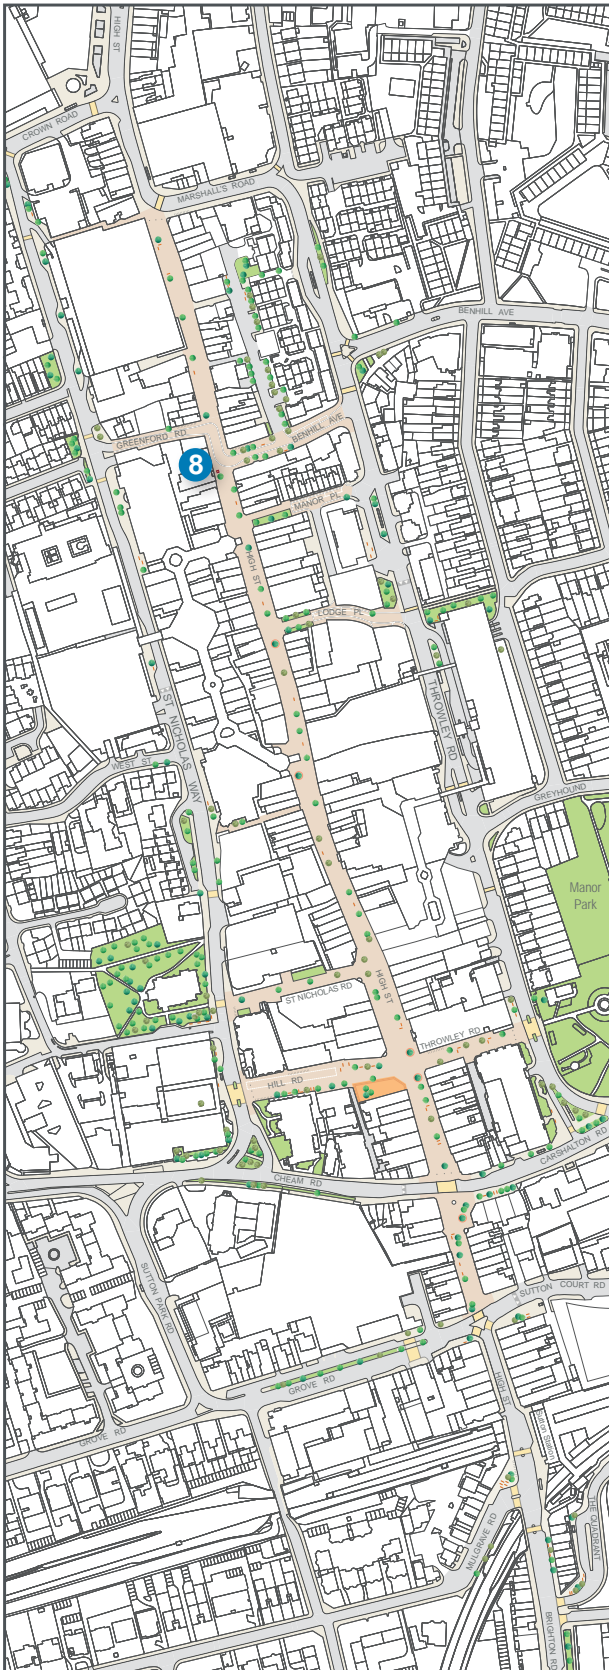 HIGH ST
CROWN ROAD
MARSHALL'S ROAD
BENHILL AVE
GREENFORD RD
BENHILL AVE
8
MANOR PL
HIGH ST
LODGE PL
THROWLEY RD
ST NICHOLAS WAY
WEST ST
GREYHOUND
Manor
Park
HIGH ST
ST NICHOLAS RD
THROWLEY RD
HILL RD
CARSHALTON RD
CHEAM RD
SUTTON PARK RD
SUTTON COURT RD
GROVE RD
HIGH ST
GROVE RD
Sutton Station
THE QUADRANT
MULGRAVE RD
BRIGHTON RD